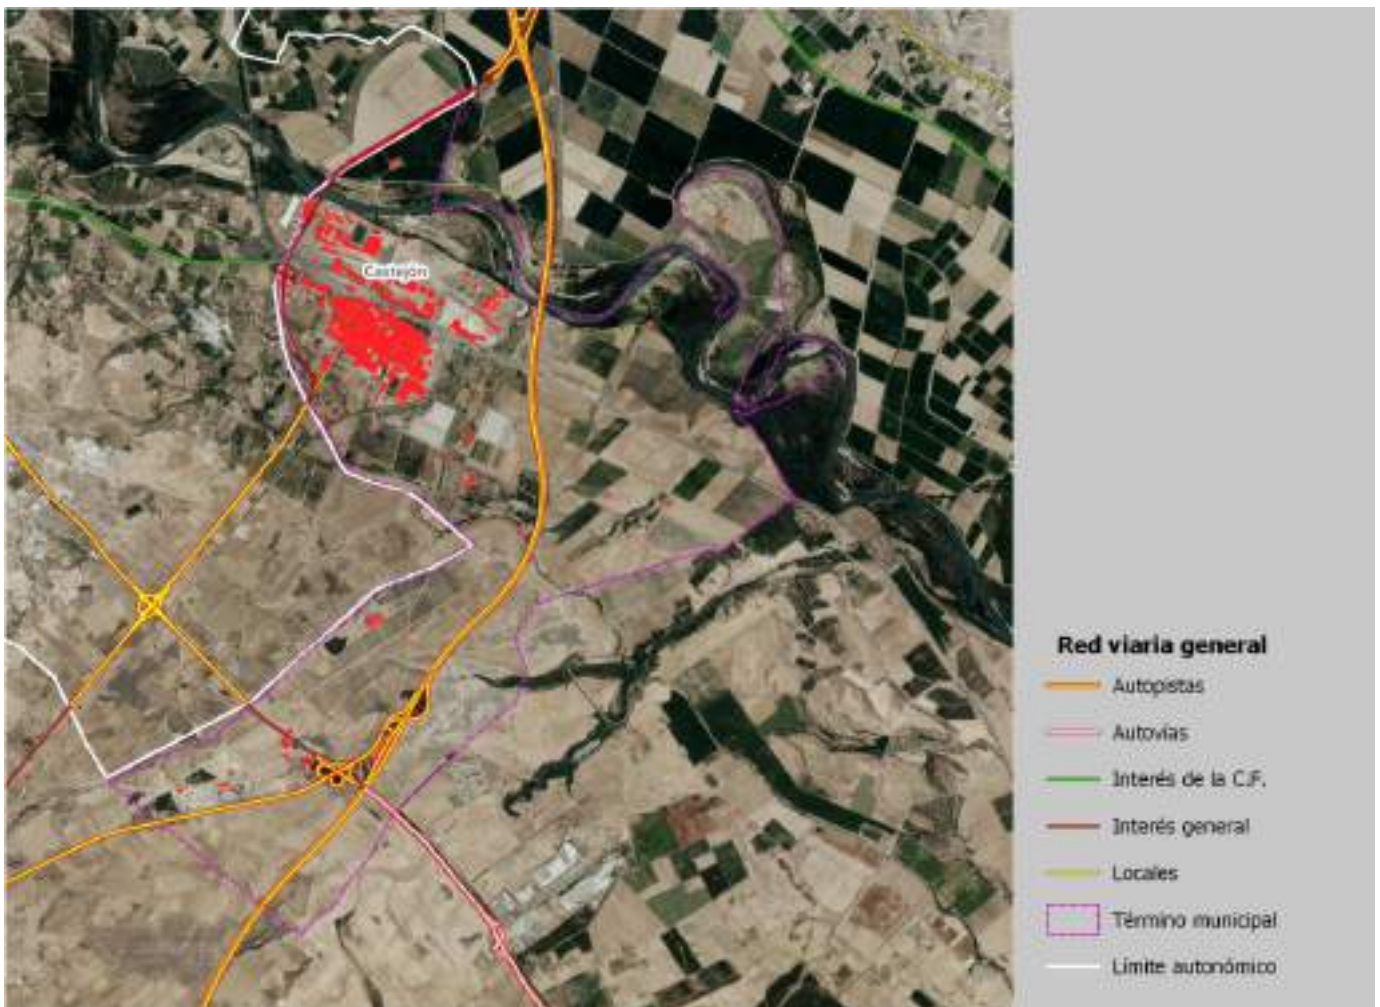 Castejón
Red viaria general
Autopistas
Autovías
Interés de la C.F.
Interés general
Locales
Término municipal
Límite autonómico